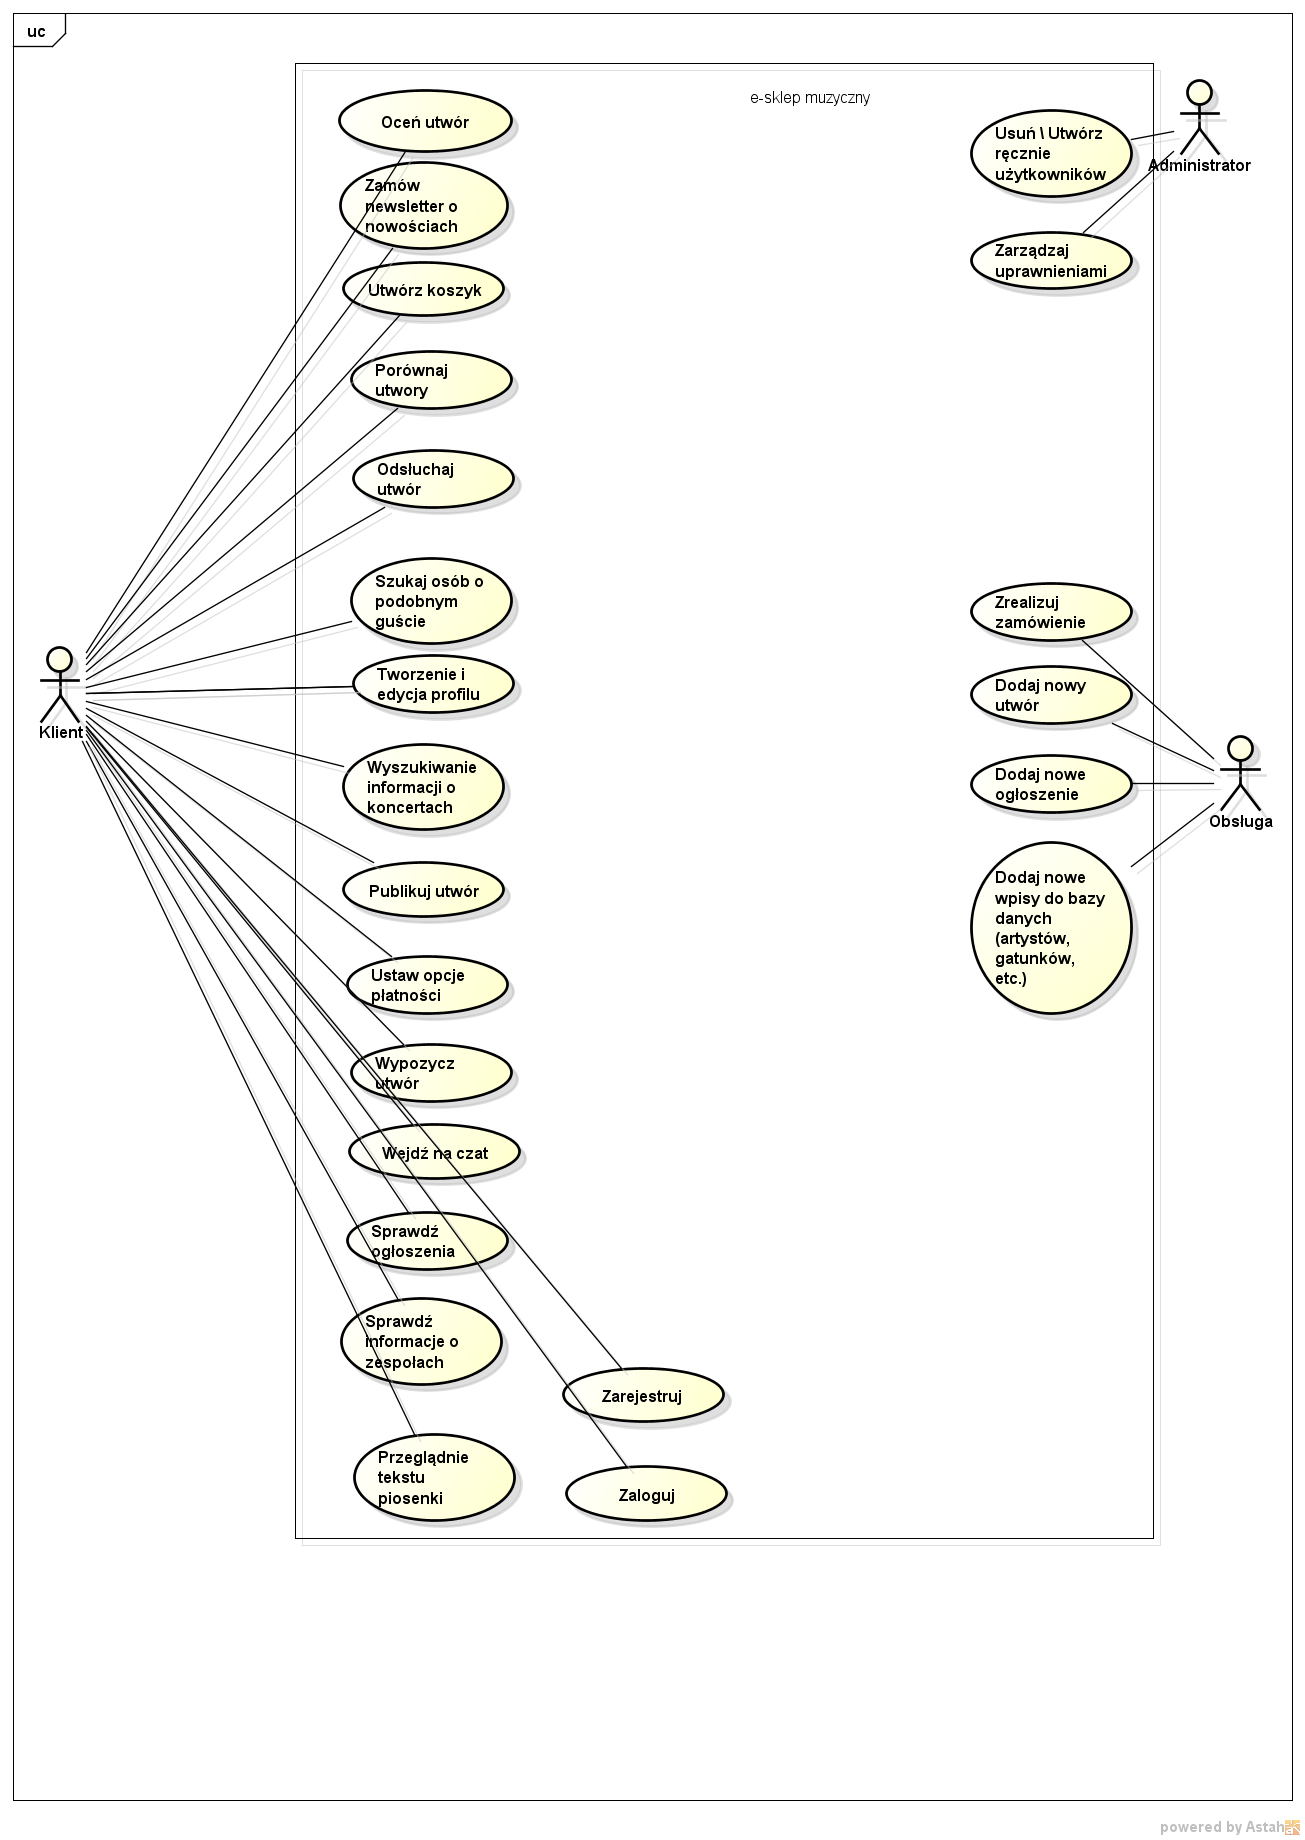 uc
e-sklep muzyczny
Oceń utwór
Zamów
newsletter o
nowościach
Utwórz koszyk
Porównaj
utwory
Odsłuchaj
utwór
Szukaj osób o
podobnym
guście
Tworzenie i
edycja profilu
Wyszukiwanie
informacji o
koncertach
Publikuj utwór
Ustaw opcje
płatności
Wypozycz
utwór
Wejdź na czat
Sprawdź
ogłoszenia
Sprawdź
informacje o
zespołach
Przeglądnie
tekstu
piosenki
Zarejestruj
Zaloguj
Klient
Usuń \ Utwórz
ręcznie
użytkowników
Zarządzaj
uprawnieniami
Administrator
Zrealizuj
zamówienie
Dodaj nowy
utwór
Dodaj nowe
ogłoszenie
Dodaj nowe
wpisy do bazy
danych
(artystów,
gatunków,
etc.)
Obsługa
powered by Astah